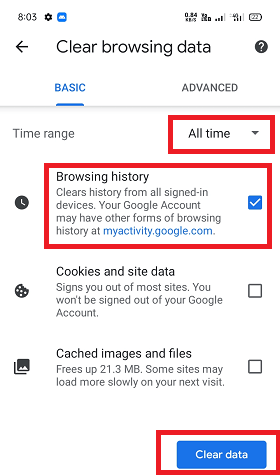 8:03 0.84 KB/s Vo LTE 4G 22
Clear browsing data
BASIC ADVANCED
Time range All time
Browsing history
Clears history from all signed-in
devices. Your Google Account
may have other forms of browsing
history at myactivity.google.com.
Cookies and site data
Signs you out of most sites. You
won't be signed out of your Google
Account.
Cached images and files
Frees up 21.3 MB. Some sites may
load more slowly on your next visit.
Clear data